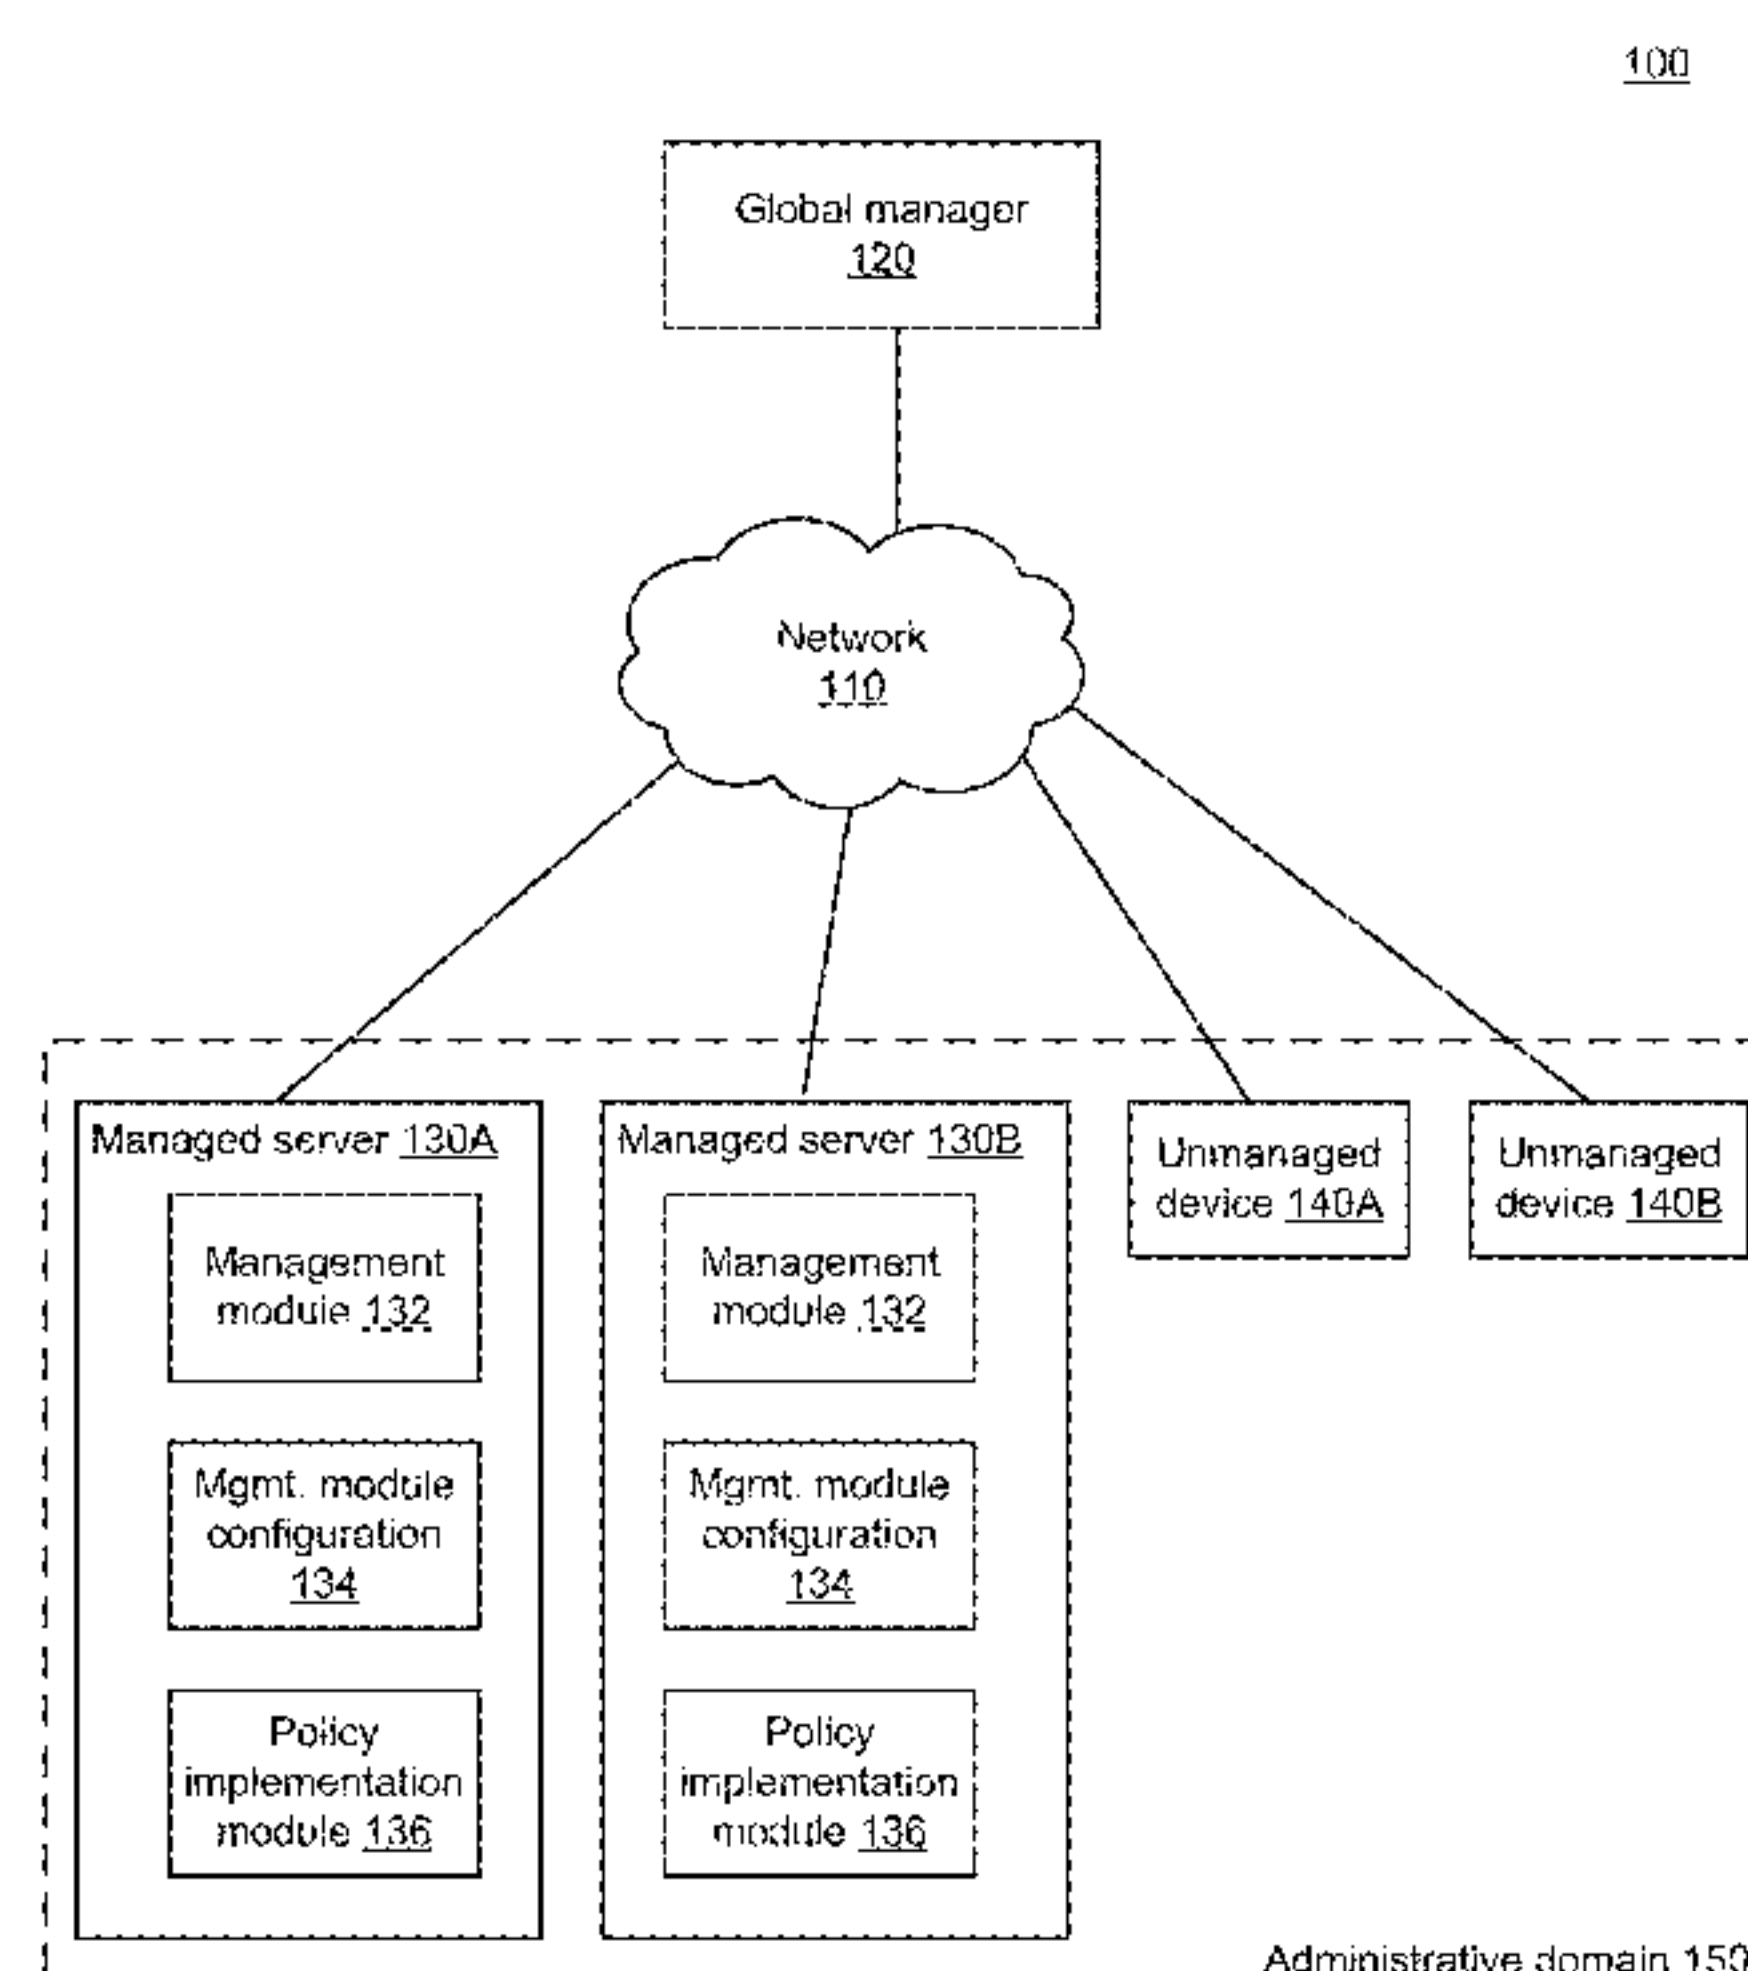 100
Global manager
120
Network
110
Managed server 130A
Management
module 132
Mgmt. module
configuration
134
Policy
implementation
module 136
Managed server 130B
Management
module 132
Mgmt. module
configuration
134
Policy
implementation
module 136
Unmanaged
device 140A
Unmanaged
device 140B
Administrative domain 150